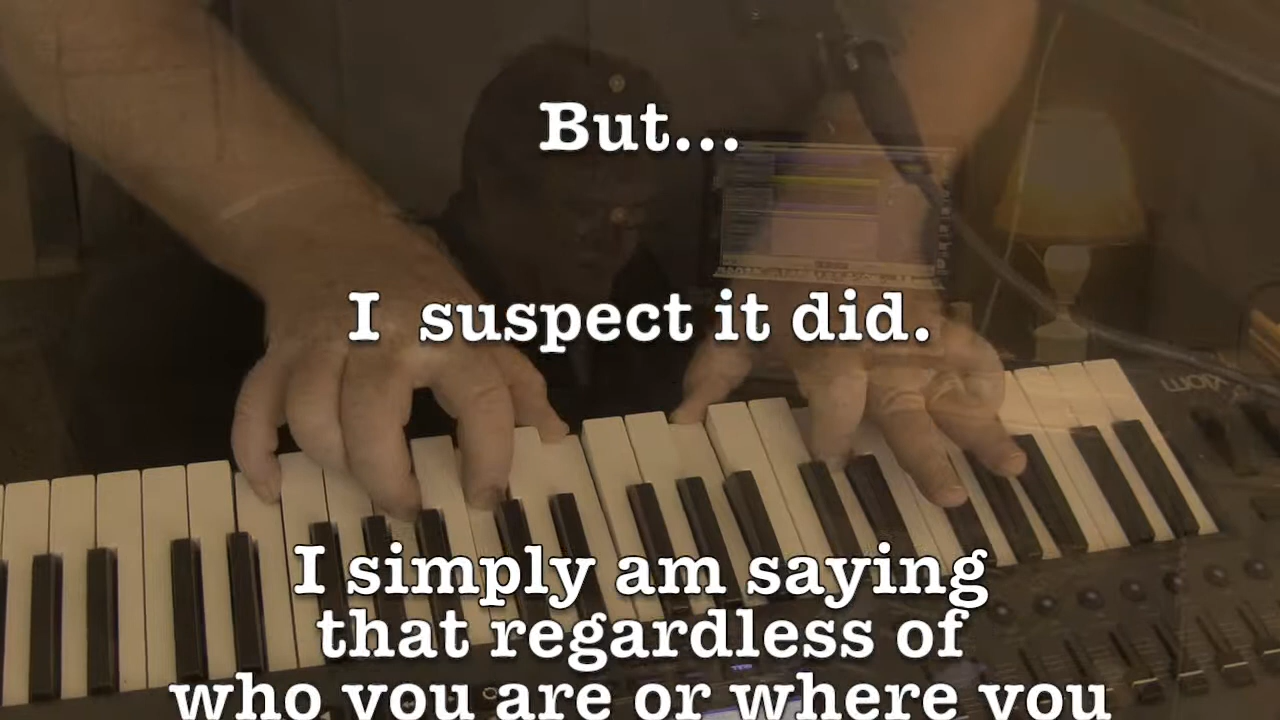 But...
I suspect it did.
I simply am saying
that regardless of
who you are or where you